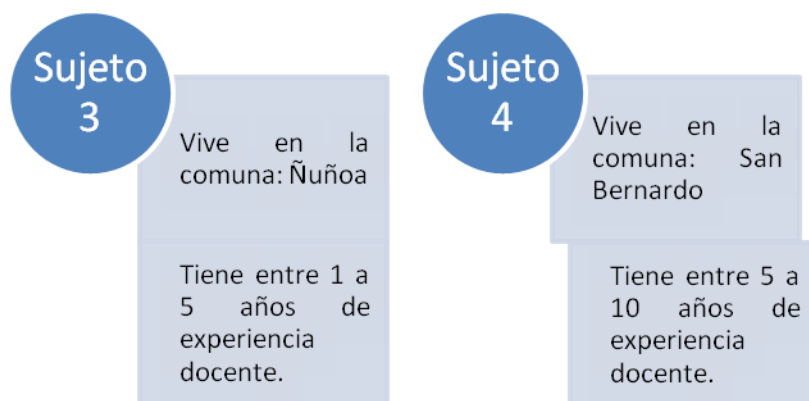 Sujeto
3
Vive en la
comuna: Ñuñoa
Tiene entre 1 a
5 años de
experiencia
docente.
Sujeto
4
Vive en la
comuna: San
Bernardo
Tiene entre 5 a
10 años de
experiencia
docente.